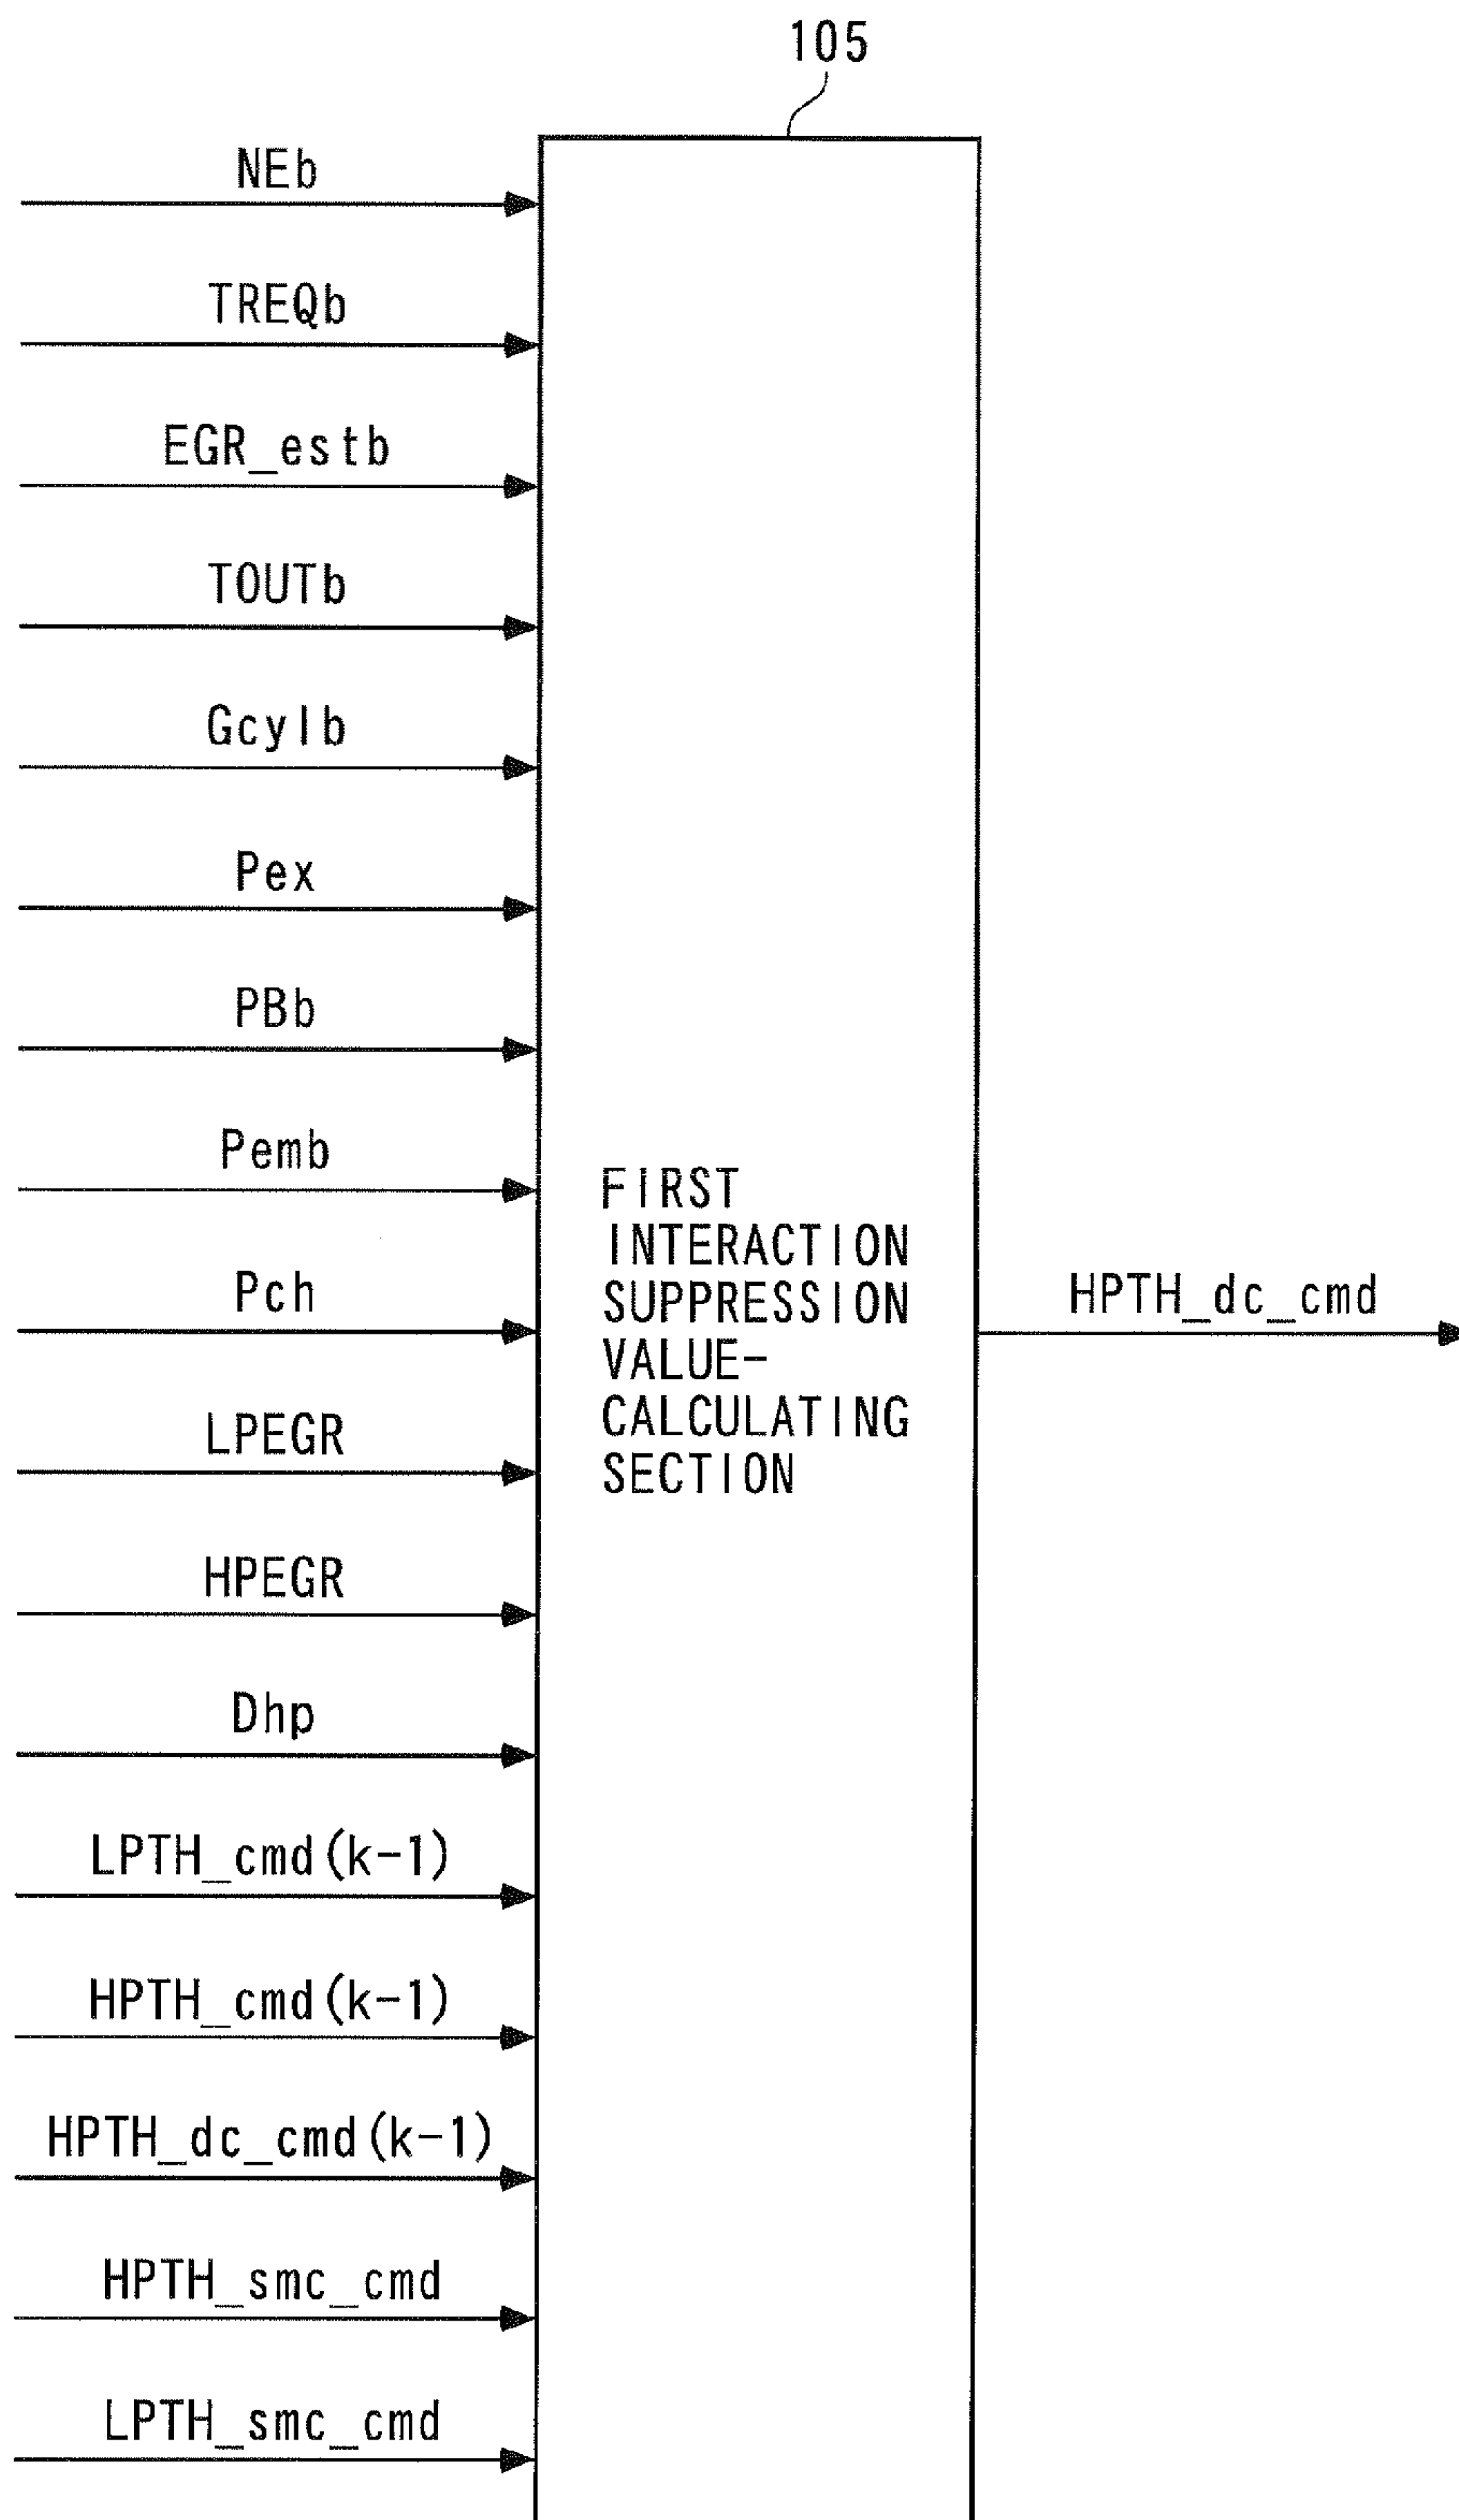 105
NEb
TREQb
EGR_estb
TOUTb
Gcylb
Pex
PBb
Pemb
Pch
LPEGR
HPEGR
Dhp
LPTH_cmd(k-1)
HPTH_cmd(k-1)
HPTH_dc_cmd(k-1)
HPTH_smc_cmd
LPTH_smc_cmd
FIRST
INTERACTION
SUPPRESSION
VALUE-
CALCULATING
SECTION
HPTH_dc_cmd